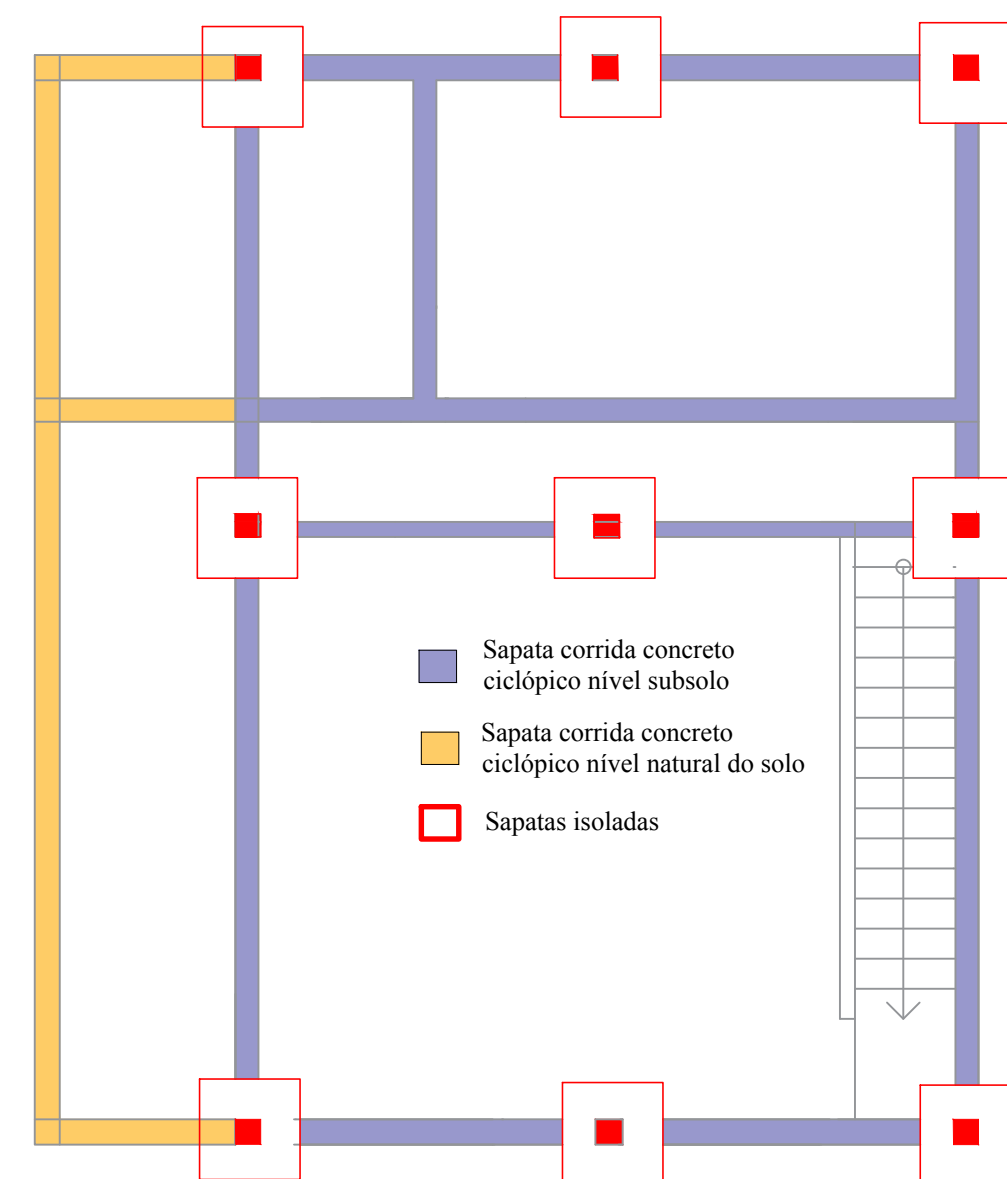 Sapata corrida concreto
ciclópico nível subsolo
Sapata corrida concreto
ciclópico nível natural do solo
Sapatas isoladas